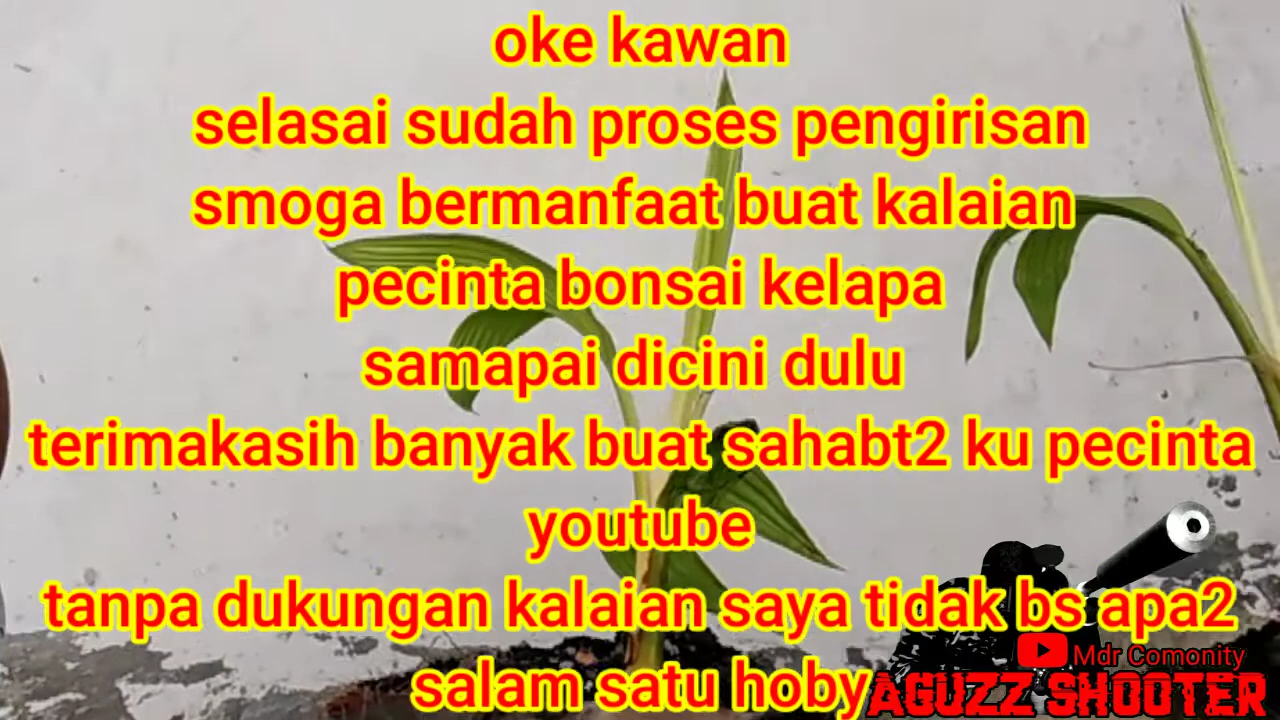 oke kawan
selasai sudah proses pengirisan
smoga bermanfaat buat kalaian
pecinta bonsai kelapa
samapai dicini dulu
terimakasih banyak buat sahabt2 ku pecinta
youtube
tanpa dukungan kalaian saya tidak bs apa2
salam satu hoby
Mdr Comonity
AGUZZ SHOOTER